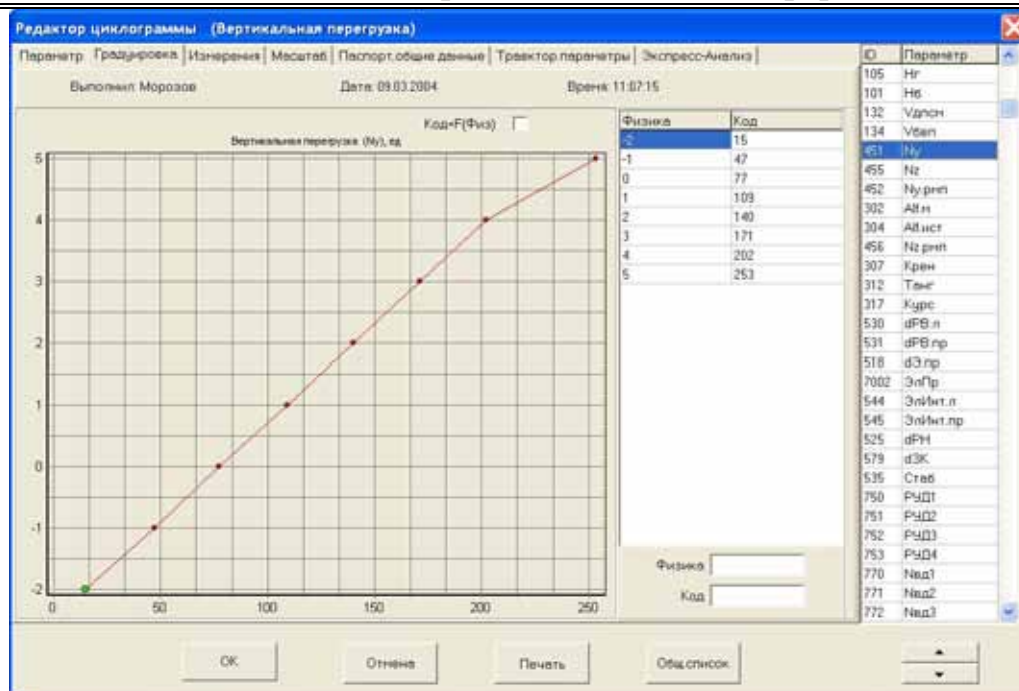 Редактор циклограммы (Вертикальная перегрузка)
Параметр Градуировка Измерения Масштаб Паспорт.общие данные Траектор.параметры Экспресс-Анализ
Выполнил: Морозов Дата: 09.03.2004 Время: 11:07:15
Код=F(Физ)
Вертикальная перегрузка (Ny), ед
5
4
3
2
1
0
-1
-2
0 50 100 150 200 250
Физика Код
-2 15
-1 47
0 77
1 109
2 140
3 171
4 202
5 253
Физика
Код
ID Параметр
105 Нг
101 Нб
132 Vдпсн
134 Vбап
451 Ny
455 Nz
452 Ny.рнп
302 Alf.м
304 Alf.ист
456 Nz.рнп
307 Крен
312 Танг
317 Курс
530 dРВ.л
531 dРВ.пр
518 dЭ.пр
7002 ЭлПр
544 ЭлИнт.л
545 ЭлИнт.пр
525 dРН
579 dЗК
535 Стаб
750 РУД1
751 РУД2
752 РУД3
753 РУД4
770 Nвд1
771 Nвд2
772 Nвд3
ОК Отмена Печать Общ.список